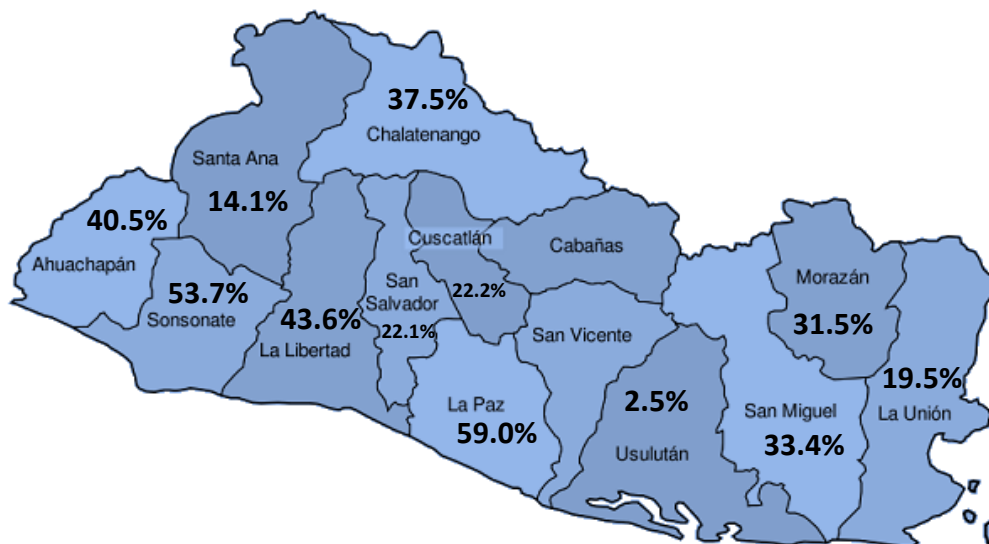 37.5%
Chalatenango
Santa Ana
14.1%
40.5%
Ahuachapán
53.7%
Sonsonate
43.6%
La Libertad
San
Salvador
22.1%
Cuscatlán
22.2%
Cabañas
San Vicente
La Paz
59.0%
2.5%
Usulután
Morazán
31.5%
San Miguel
33.4%
19.5%
La Unión